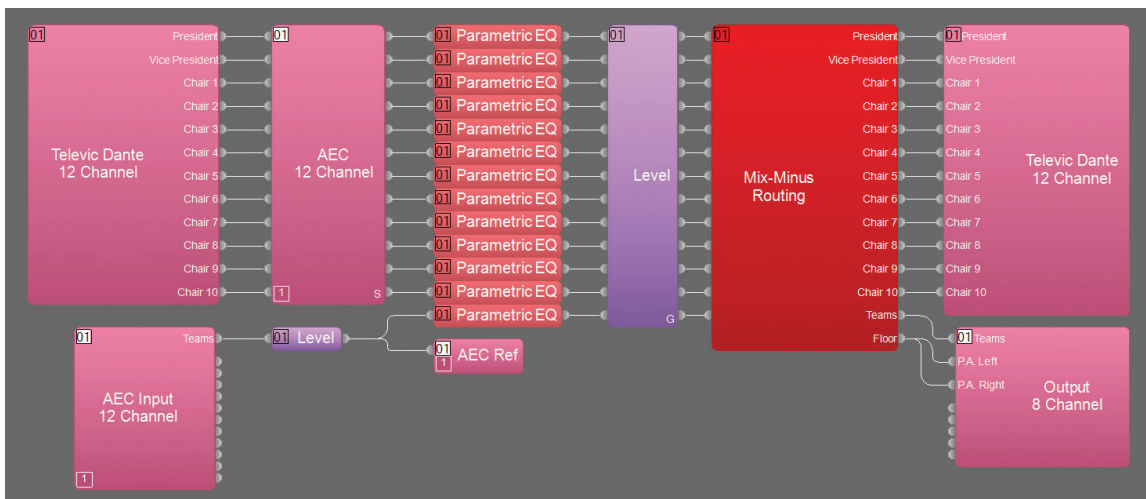 01 President 01 01 Parametric EQ 01 01 President 01 President
Vice President 01 Parametric EQ Vice President Vice President
Chair 1 01 Parametric EQ Chair 1 Chair 1
Chair 2 01 Parametric EQ Chair 2 Chair 2
Chair 3 01 Parametric EQ Chair 3 Chair 3
Televic Dante
12 Channel
Chair 4 01 Parametric EQ Chair 4 Chair 4
AEC
12 Channel
Chair 5 01 Parametric EQ Chair 5 Chair 5
Level
Mix-Minus
Routing
Televic Dante
12 Channel
Chair 6 01 Parametric EQ Chair 6 Chair 6
Chair 7 01 Parametric EQ Chair 7 Chair 7
Chair 8 01 Parametric EQ Chair 8 Chair 8
Chair 9 01 Parametric EQ Chair 9 Chair 9
Chair 10 1 S 01 Parametric EQ Chair 10 Chair 10
01 Parametric EQ G Teams
01 Teams 01 Level Floor 01 Teams
01 1 AEC Ref P.A. Left
P.A. Right
AEC Input
12 Channel
Output
8 Channel
1